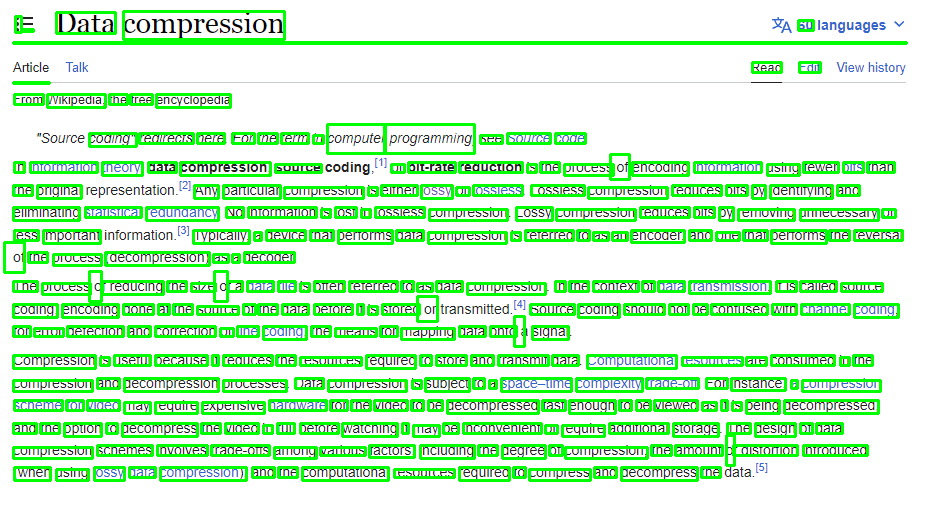 Data compression
50 languages
Article Talk Read Edit View history
From Wikipedia, the free encyclopedia
"Source coding" redirects here. For the term in computer programming, see Source code.
In information theory, data compression, source coding,[1] or bit-rate reduction is the process of encoding information using fewer bits than
the original representation.[2] Any particular compression is either lossy or lossless. Lossless compression reduces bits by identifying and
eliminating statistical redundancy. No information is lost in lossless compression. Lossy compression reduces bits by removing unnecessary or
less important information.[3] Typically, a device that performs data compression is referred to as an encoder, and one that performs the reversal
of the process (decompression) as a decoder.
The process of reducing the size of a data file is often referred to as data compression. In the context of data transmission, it is called source
coding; encoding done at the source of the data before it is stored or transmitted.[4] Source coding should not be confused with channel coding,
for error detection and correction or line coding, the means for mapping data onto a signal.
Compression is useful because it reduces the resources required to store and transmit data. Computational resources are consumed in the
compression and decompression processes. Data compression is subject to a space–time complexity trade-off. For instance, a compression
scheme for video may require expensive hardware for the video to be decompressed fast enough to be viewed as it is being decompressed,
and the option to decompress the video in full before watching it may be inconvenient or require additional storage. The design of data
compression schemes involves trade-offs among various factors, including the degree of compression, the amount of distortion introduced
(when using lossy data compression), and the computational resources required to compress and decompress the data.[5]